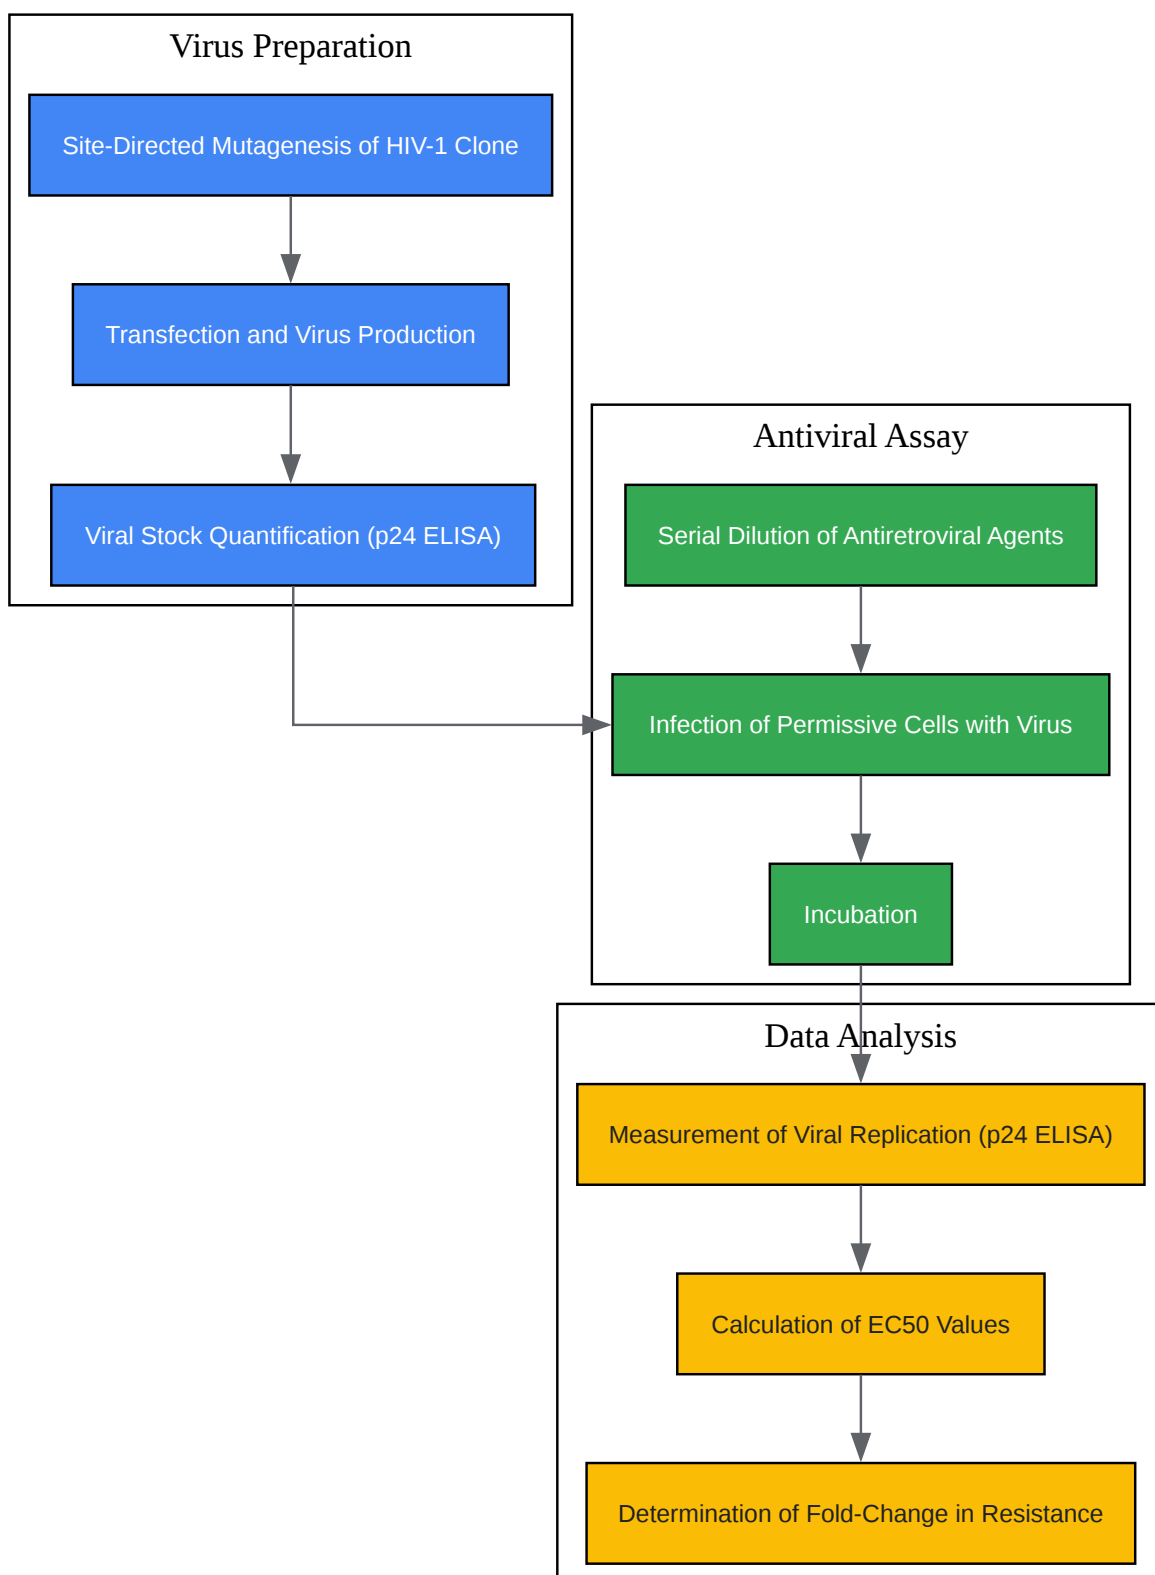 Virus Preparation
Site-Directed Mutagenesis of HIV-1 Clone
Transfection and Virus Production
Viral Stock Quantification (p24 ELISA)
Antiviral Assay
Serial Dilution of Antiretroviral Agents
Infection of Permissive Cells with Virus
Incubation
Data Analysis
Measurement of Viral Replication (p24 ELISA)
Calculation of EC50 Values
Determination of Fold-Change in Resistance